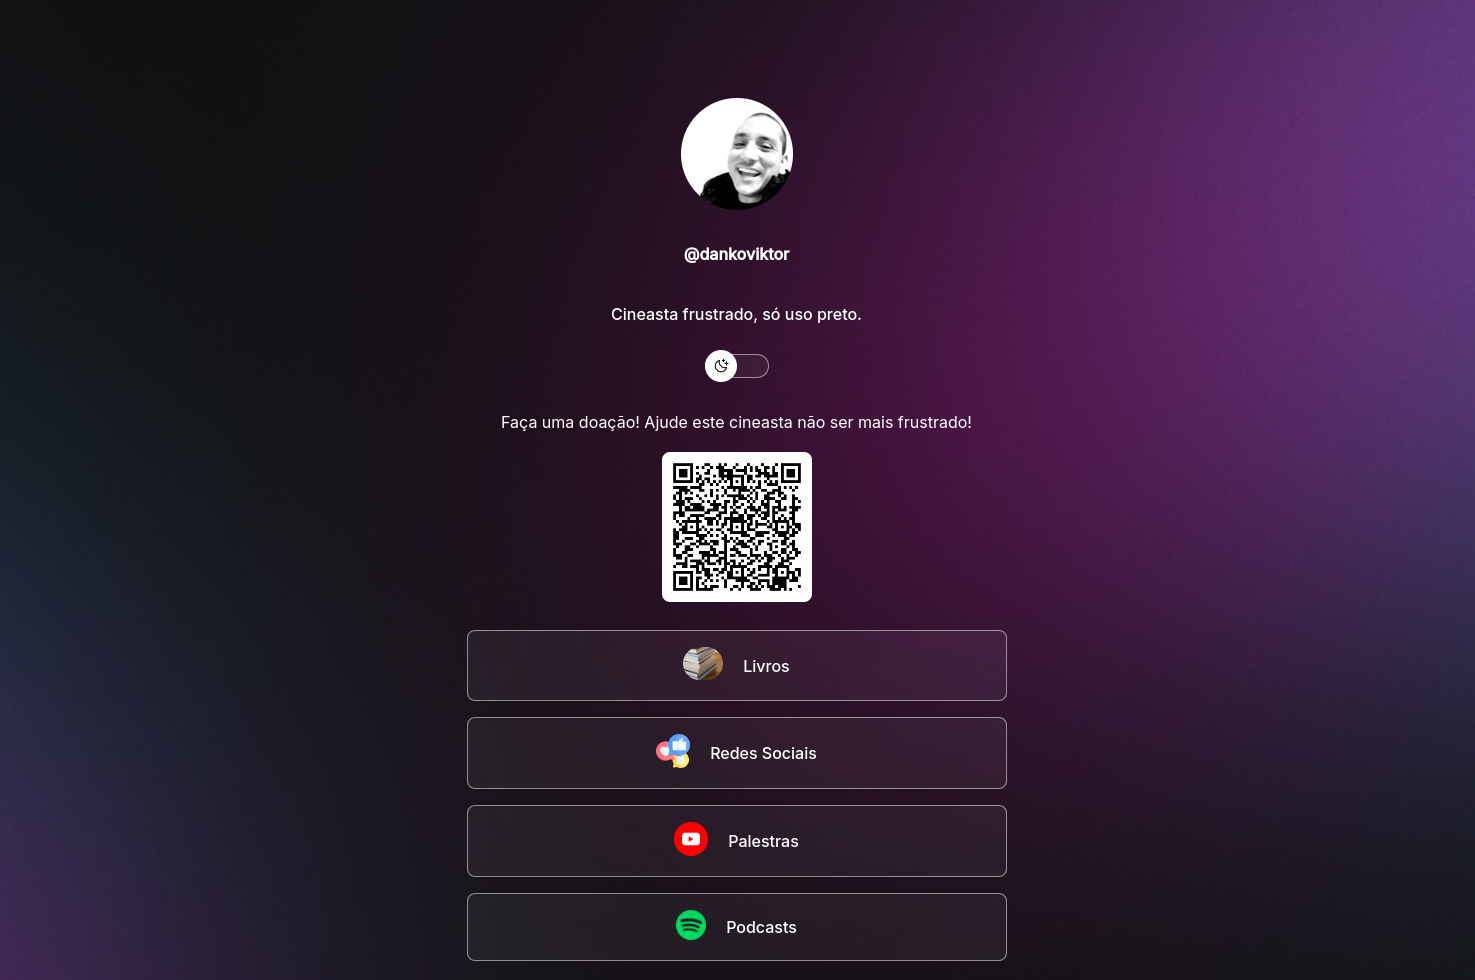 @dankoviktor
Cineasta frustrado, só uso preto.
Faça uma doação! Ajude este cineasta não ser mais frustrado!
Livros
Redes Sociais
Palestras
Podcasts